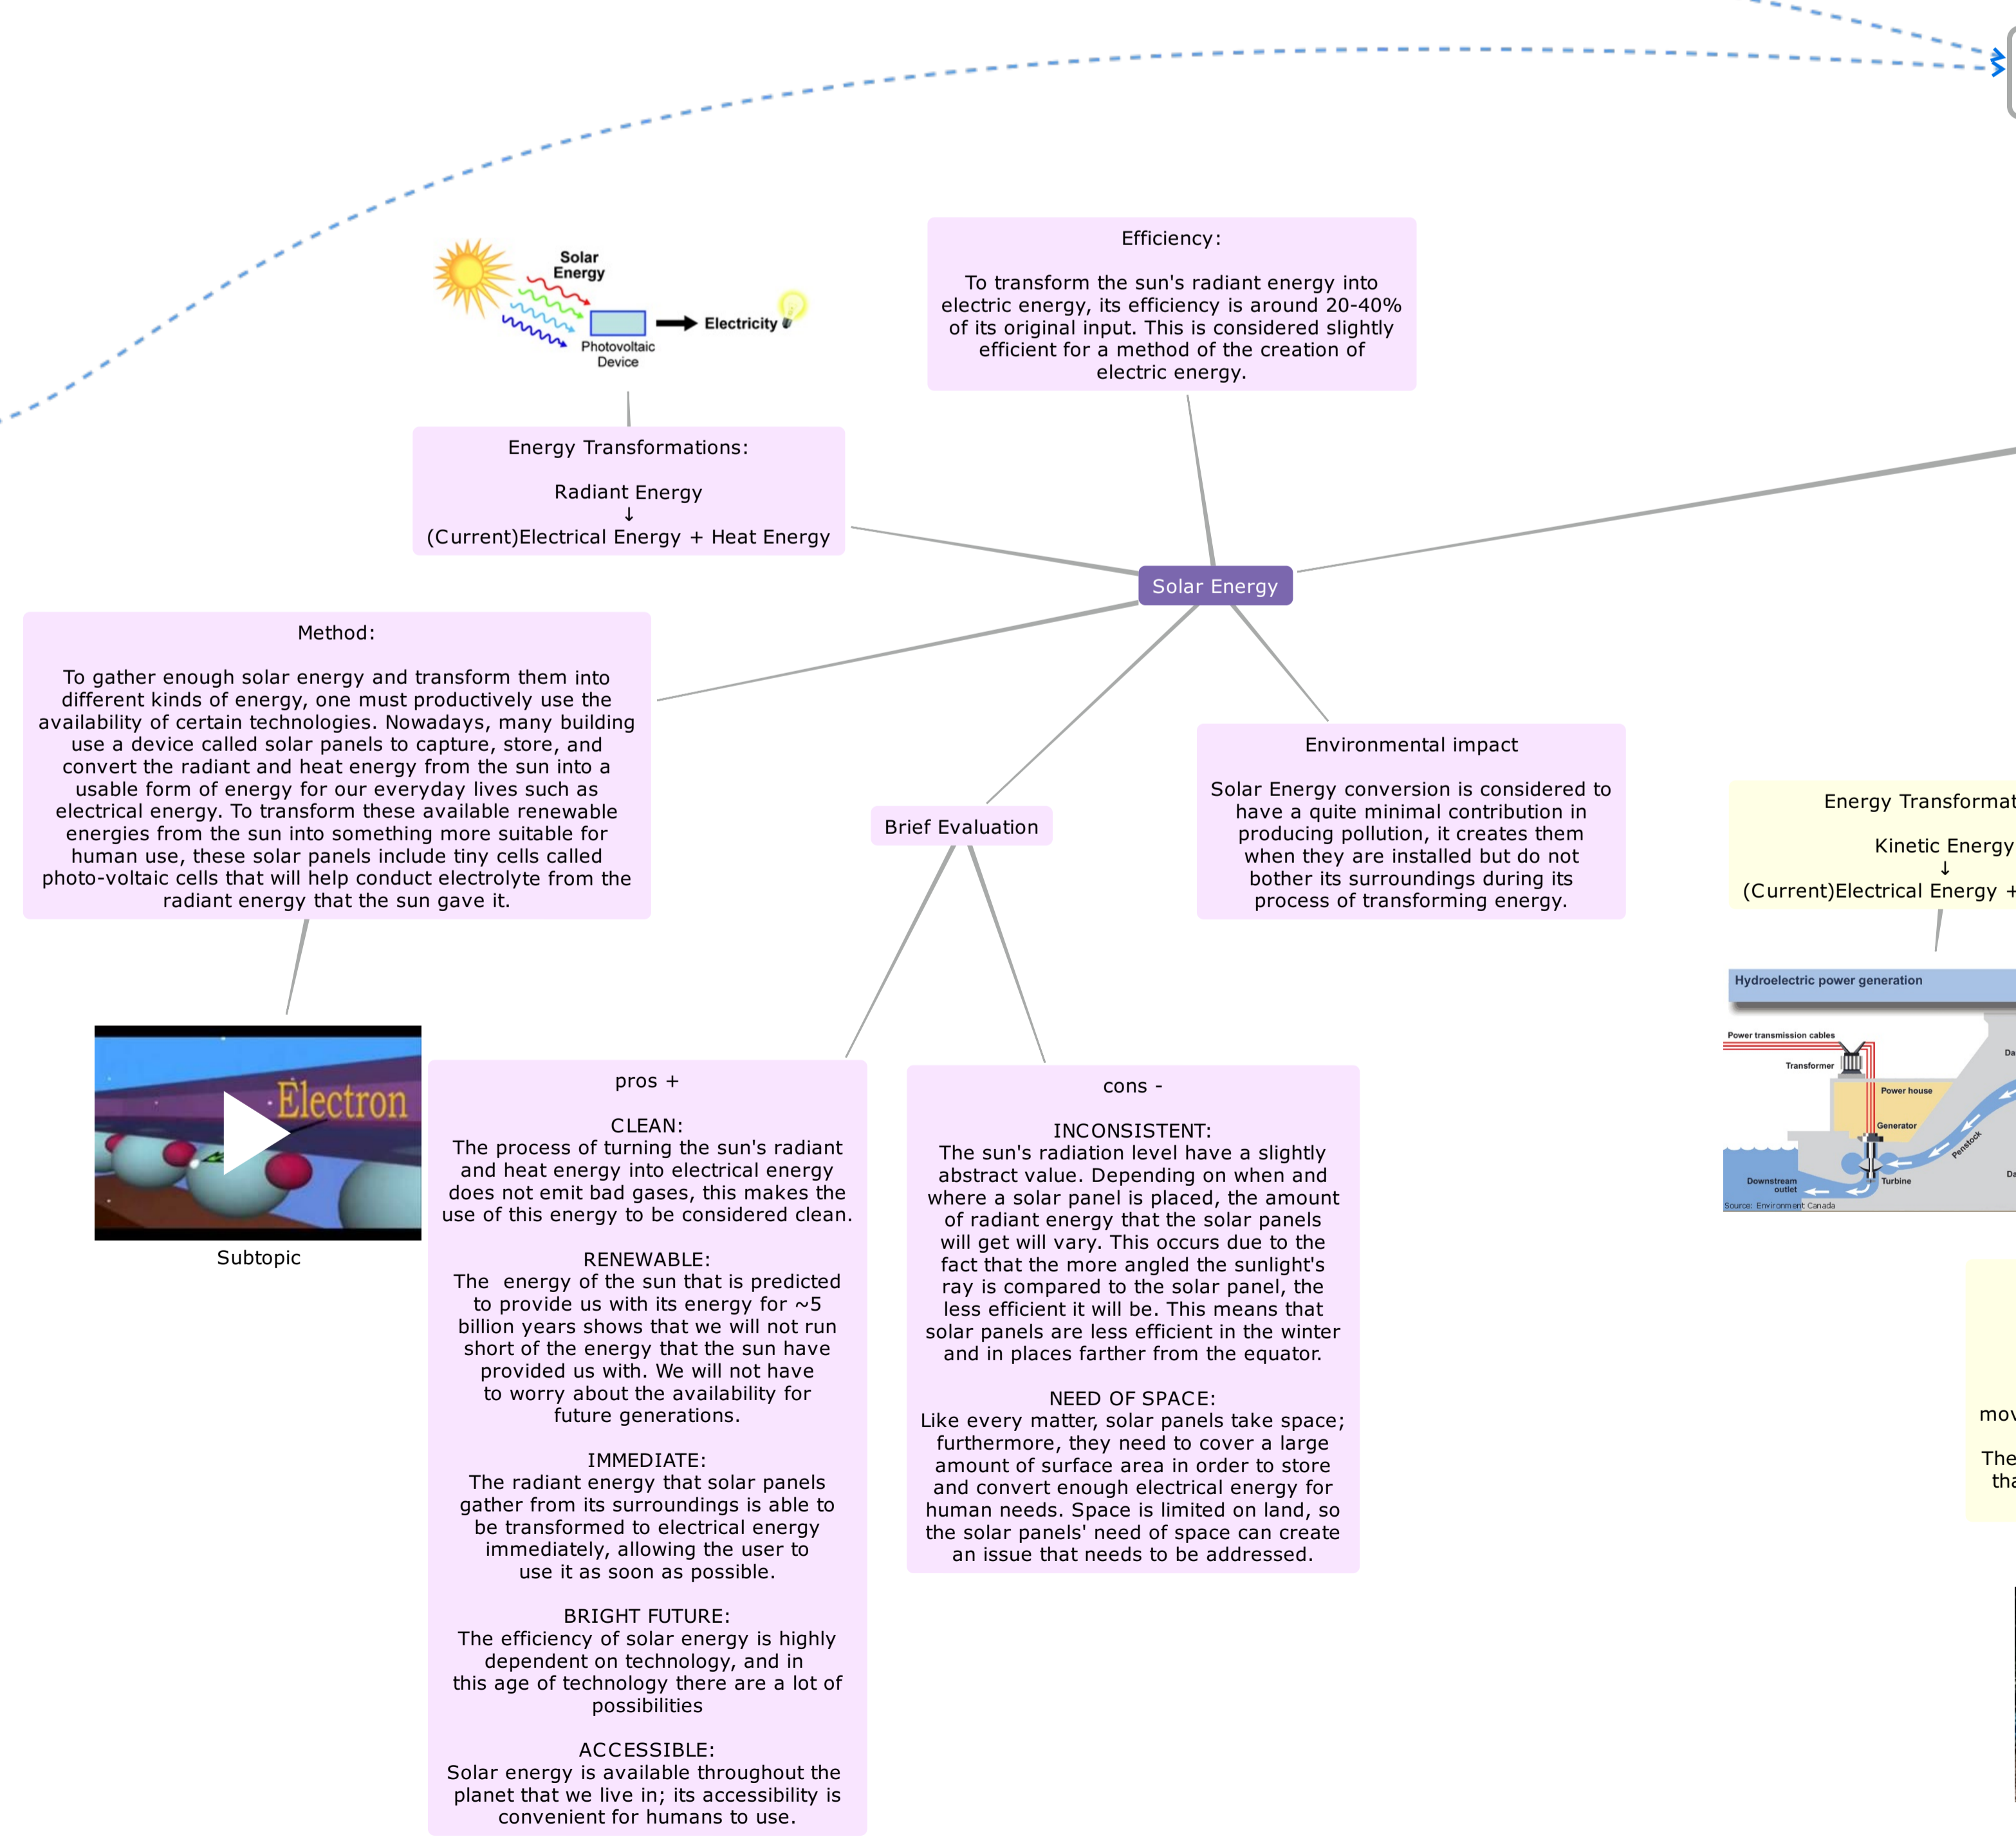 Solar
Energy
Photovoltaic
Device
Electricity
Efficiency:
To transform the sun's radiant energy into
electric energy, its efficiency is around 20-40%
of its original input. This is considered slightly
efficient for a method of the creation of
electric energy.
Energy Transformations:
Radiant Energy
↓
(Current)Electrical Energy + Heat Energy
Solar Energy
Method:
To gather enough solar energy and transform them into
different kinds of energy, one must productively use the
availability of certain technologies. Nowadays, many building
use a device called solar panels to capture, store, and
convert the radiant and heat energy from the sun into a
usable form of energy for our everyday lives such as
electrical energy. To transform these available renewable
energies from the sun into something more suitable for
human use, these solar panels include tiny cells called
photo-voltaic cells that will help conduct electrolyte from the
radiant energy that the sun gave it.
Electron
Subtopic
Brief Evaluation
Environmental impact
Solar Energy conversion is considered to
have a quite minimal contribution in
producing pollution, it creates them
when they are installed but do not
bother its surroundings during its
process of transforming energy.
pros +
CLEAN:
The process of turning the sun's radiant
and heat energy into electrical energy
does not emit bad gases, this makes the
use of this energy to be considered clean.
RENEWABLE:
The  energy of the sun that is predicted
to provide us with its energy for ~5
billion years shows that we will not run
short of the energy that the sun have
provided us with. We will not have
to worry about the availability for
future generations.
IMMEDIATE:
The radiant energy that solar panels
gather from its surroundings is able to
be transformed to electrical energy
immediately, allowing the user to
use it as soon as possible.
BRIGHT FUTURE:
The efficiency of solar energy is highly
dependent on technology, and in
this age of technology there are a lot of
possibilities
ACCESSIBLE:
Solar energy is available throughout the
planet that we live in; its accessibility is
convenient for humans to use.
cons -
INCONSISTENT:
The sun's radiation level have a slightly
abstract value. Depending on when and
where a solar panel is placed, the amount
of radiant energy that the solar panels
will get will vary. This occurs due to the
fact that the more angled the sunlight's
ray is compared to the solar panel, the
less efficient it will be. This means that
solar panels are less efficient in the winter
and in places farther from the equator.
NEED OF SPACE:
Like every matter, solar panels take space;
furthermore, they need to cover a large
amount of surface area in order to store
and convert enough electrical energy for
human needs. Space is limited on land, so
the solar panels' need of space can create
an issue that needs to be addressed.
Energy Transformat
Kinetic Energy
↓
(Current)Electrical Energy +
Hydroelectric power generation
Power transmission cables
Transformer
Power house
Generator
Penstock
Turbine
Downstream
outlet
Source: Environment Canada
Da
Da
mov
The
tha